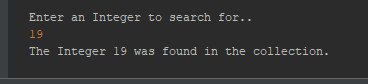 Enter an Integer to search for..
19
The Integer 19 was found in the collection.